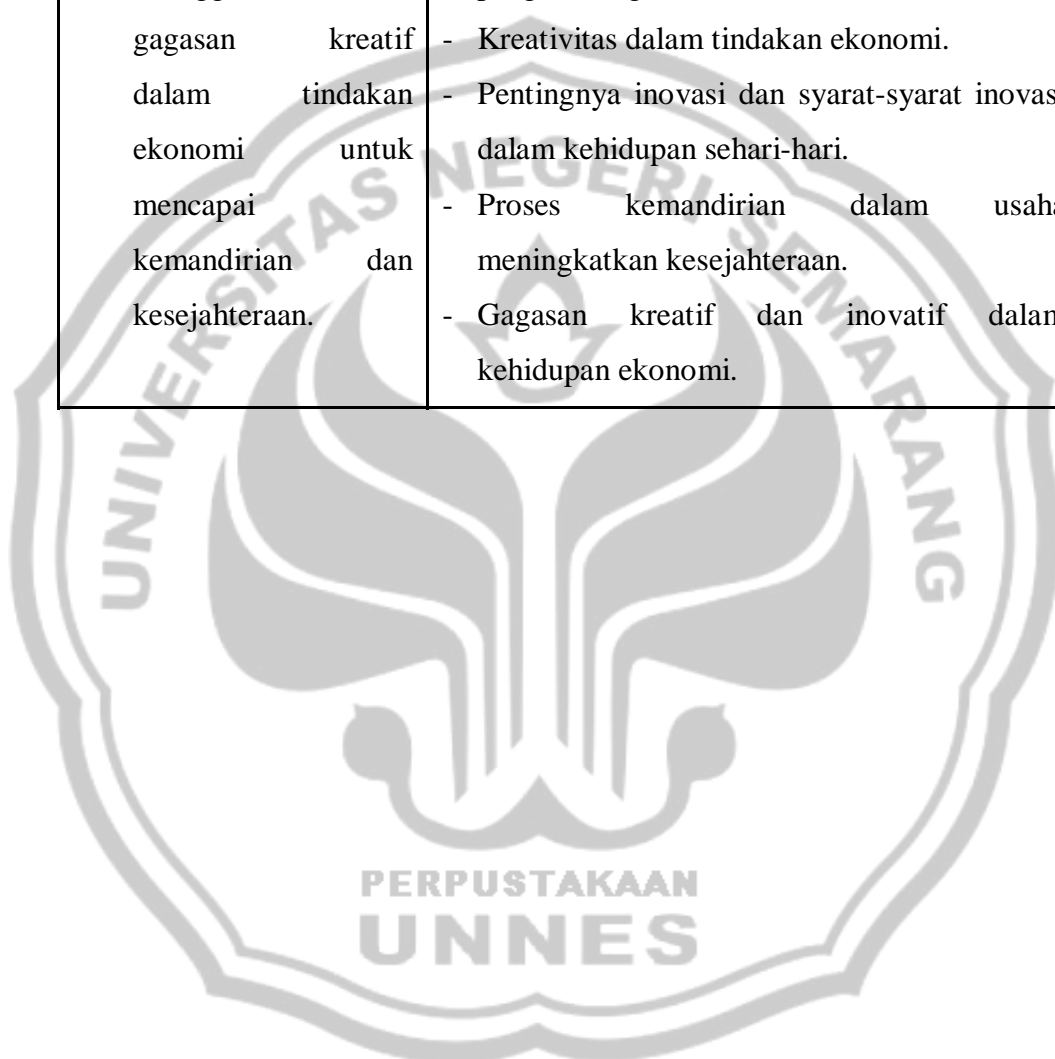 gagasan kreatif
dalam tindakan
ekonomi untuk
mencapai
kemandirian dan
kesejahteraan.
- Kreativitas dalam tindakan ekonomi.
- Pentingnya inovasi dan syarat-syarat inovas
dalam kehidupan sehari-hari.
- Proses kemandirian dalam usaha
meningkatkan kesejahteraan.
- Gagasan kreatif dan inovatif dalam
kehidupan ekonomi.
UNIVERSITAS NEGERI SEMARANG
PERPUSTAKAAN
UNNES